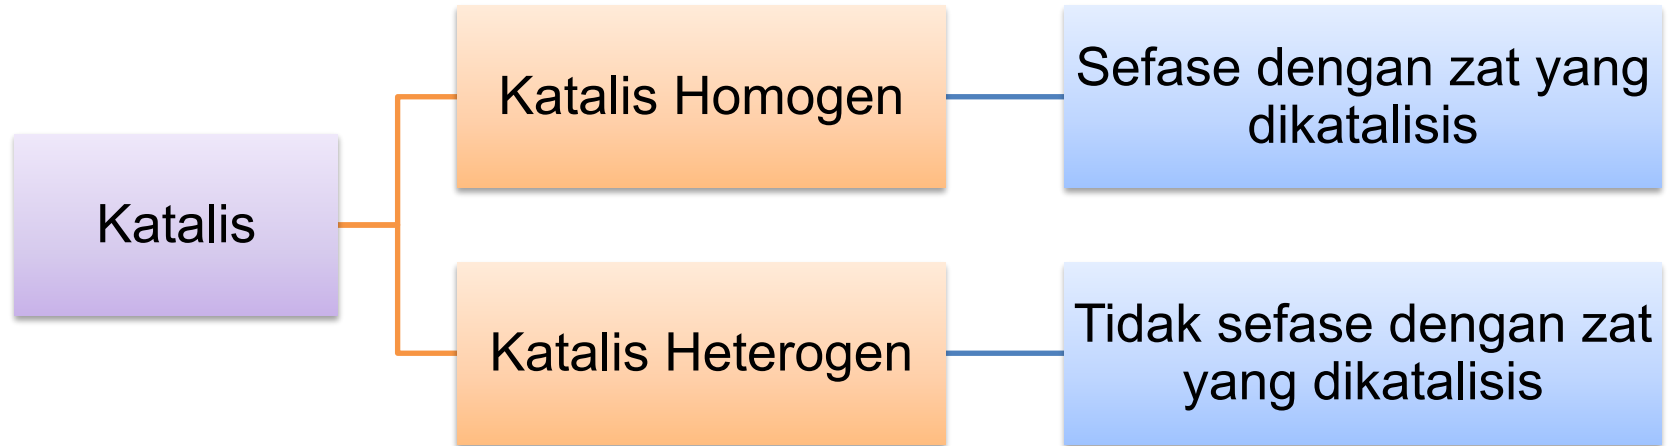 Katalis
Katalis Homogen
Sefase dengan zat yang
dikatalisis
Katalis Heterogen
Tidak sefase dengan zat
yang dikatalisis